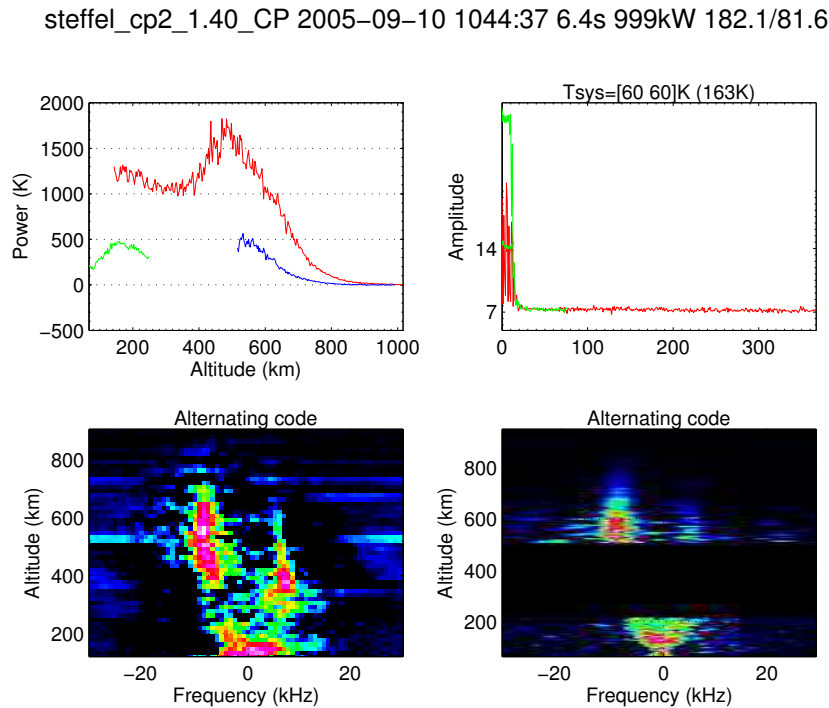 steffel_cp2_1.40_CP 2005−09−10 1044:37 6.4s 999kW 182.1/81.6
2000
1500
1000
500
0
−500
Power (K)
200 400 600 800 1000
Altitude (km)
Tsys=[60 60]K (163K)
14
7
Amplitude
0 100 200 300
Alternating code
800
600
400
200
Altitude (km)
−20 0 20
Frequency (kHz)
Alternating code
800
600
400
200
Altitude (km)
−20 0 20
Frequency (kHz)